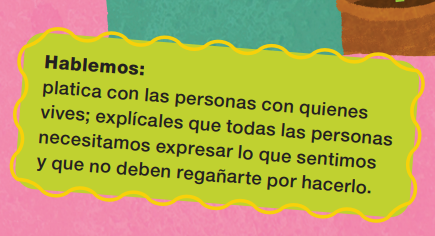 Hablemos:
platica con las personas con quienes
vives; explícales que todas las personas
necesitamos expresar lo que sentimos
y que no deben regañarte por hacerlo.